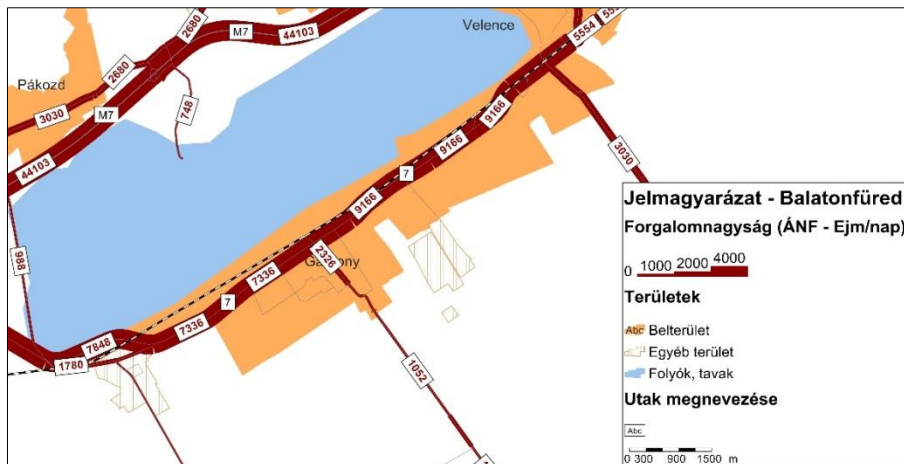 2680
M7
44103
Velence
5554
2680
Pákozd
3030
M7
748
44103
9166
9166
3030
7
9166
988
2326
7336
7
7336
7848
1780
1052
Jelmagyarázat - Balatonfüred
Forgalomnagyság (ÁNF - Ejm/nap)
0 1000 2000 4000
Területek
Abc Belterület
Egyéb terület
Folyók, tavak
Utak megnevezése
Abc
0 300 900 1500 m